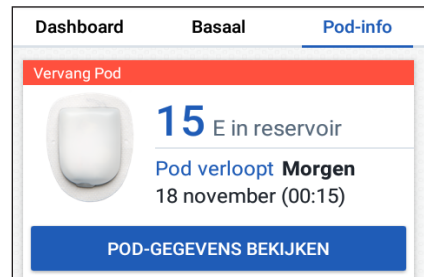 Dashboard Basaal Pod-info
Vervang Pod
15 E in reservoir
Pod verloopt Morgen
18 november (00:15)
POD-GEGEVENS BEKIJKEN